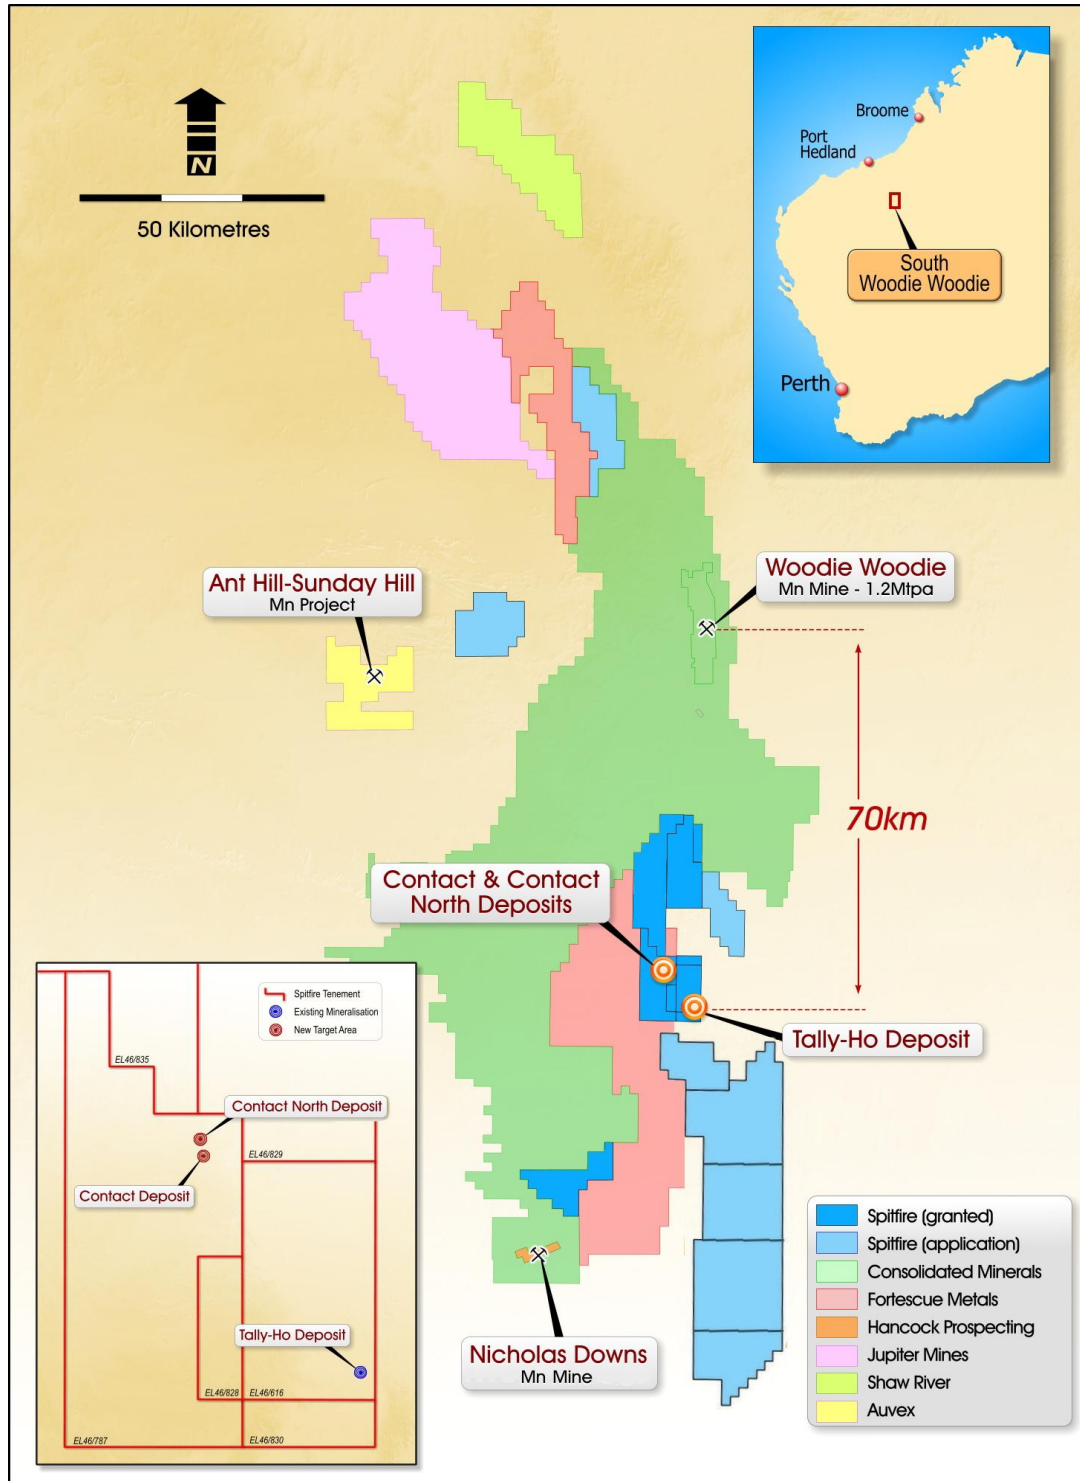 N
50 Kilometres
Broome
Port
Hedland
South
Woodie Woodie
Perth
Ant Hill-Sunday Hill
Mn Project
Woodie Woodie
Mn Mine - 1.2Mtpa
70km
Contact & Contact
North Deposits
Tally-Ho Deposit
Nicholas Downs
Mn Mine
Spitfire Tenement
Existing Mineralisation
New Target Area
EL46/835
Contact North Deposit
EL46/829
Contact Deposit
Tally-Ho Deposit
EL46/828
EL46/616
EL46/787
EL46/830
Spitfire (granted)
Spitfire (application)
Consolidated Minerals
Fortescue Metals
Hancock Prospecting
Jupiter Mines
Shaw River
Auvex